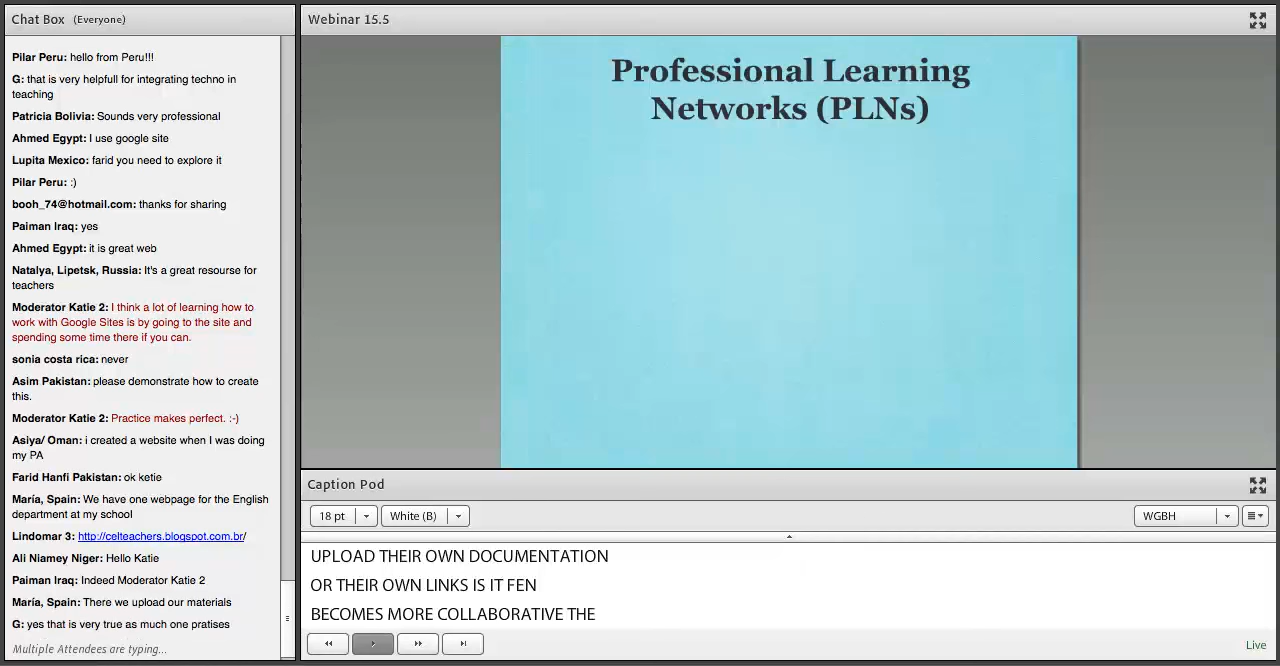 Chat Box (Everyone)
Pilar Peru: hello from Peru!!!
G: that is very helpfull for integrating techno in
teaching
Patricia Bolivia: Sounds very professional
Ahmed Egypt: I use google site
Lupita Mexico: farid you need to explore it
Pilar Peru: :)
booh_74@hotmail.com: thanks for sharing
Paiman Iraq: yes
Ahmed Egypt: it is great web
Natalya, Lipetsk, Russia: It's a great resourse for
teachers
Moderator Katie 2: I think a lot of learning how to
work with Google Sites is by going to the site and
spending some time there if you can.
sonia costa rica: never
Asim Pakistan: please demonstrate how to create
this.
Moderator Katie 2: Practice makes perfect. :-)
Asiya/ Oman: i created a website when I was doing
my PA
Farid Hanfi Pakistan: ok ketie
María, Spain: We have one webpage for the English
department at my school
Lindomar 3: http://celteachers.blogspot.com.br/
Ali Niamey Niger: Hello Katie
Paiman Iraq: Indeed Moderator Katie 2
María, Spain: There we upload our materials
G: yes that is very true as much one pratises
Multiple Attendees are typing...
Webinar 15.5
Professional Learning
Networks (PLNs)
Caption Pod
18 pt
White (B)
WGBH
UPLOAD THEIR OWN DOCUMENTATION
OR THEIR OWN LINKS IS IT FEN
BECOMES MORE COLLABORATIVE THE
Live